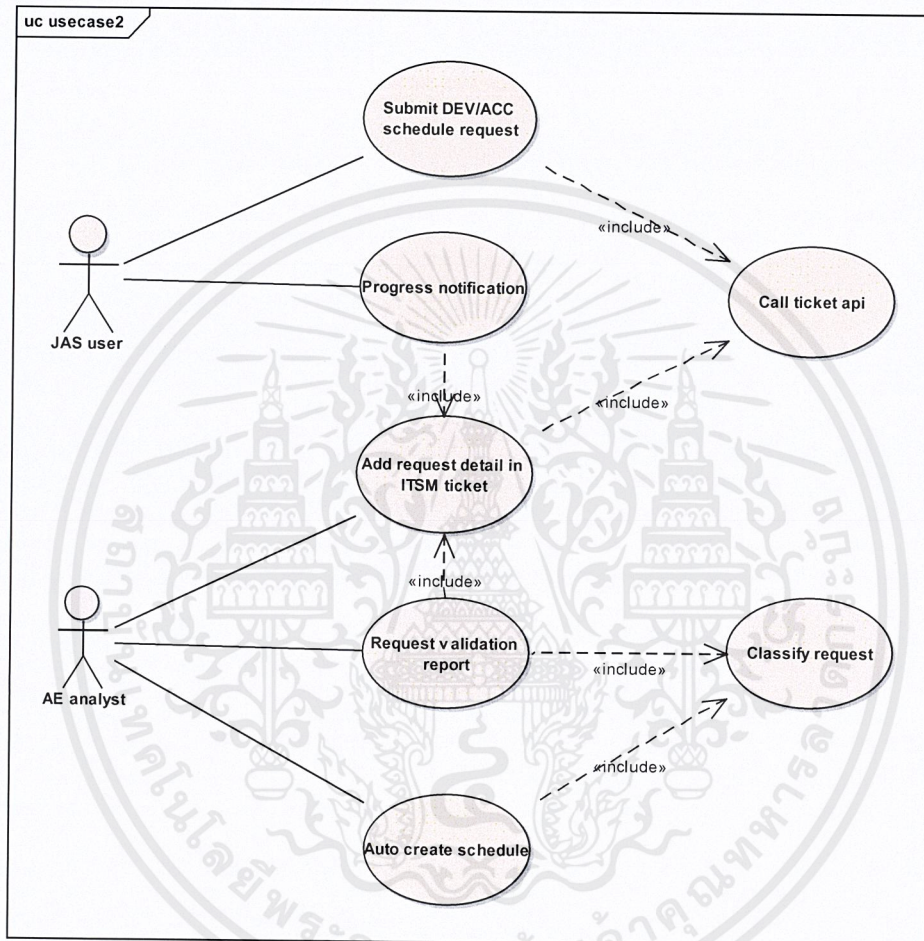 uc usecase2
Submit DEV/ACC
schedule request
«include»
Progress notification
Call ticket api
JAS user
«include»
«include»
Add request detail in
ITSM ticket
«include»
Request validation
report
«include»
Classify request
AE analyst
«include»
Auto create schedule